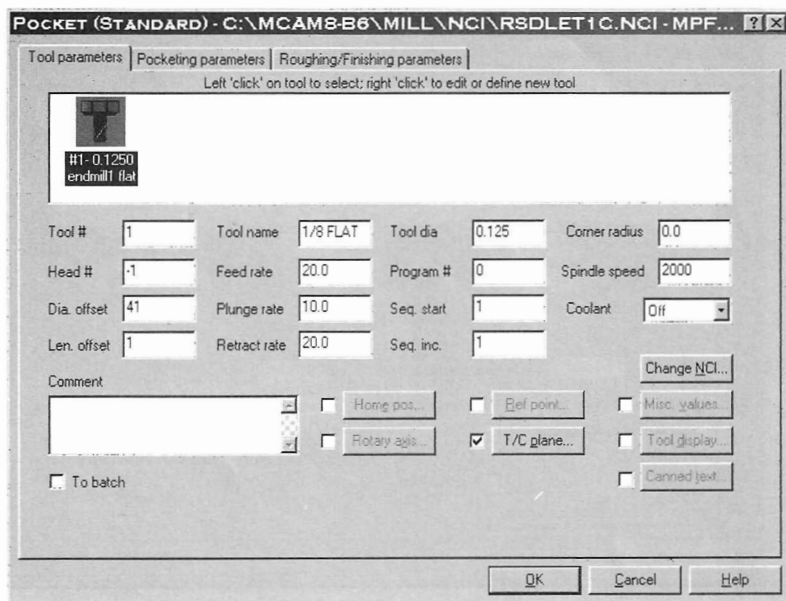 POCKET (STANDARD) - C:\MCAM8-B6\MILL\NCI\RSDLET1C.NCI - MPF...
Tool parameters Pocketing parameters Roughing/Finishing parameters
Left 'click' on tool to select; right 'click' to edit or define new tool
#1- 0.1250
endmill1 flat
Tool # 1 Tool name 1/8 FLAT Tool dia 0.125 Corner radius 0.0
Head # -1 Feed rate 20.0 Program # 0 Spindle speed 2000
Dia. offset 41 Plunge rate 10.0 Seq. start 1 Coolant Off
Len. offset 1 Retract rate 20.0 Seq. inc. 1
Change NCI...
Comment
Home pos... Ref point... Misc. values...
Rotary axis... T/C plane... Tool display...
To batch Canned text...
OK Cancel Help